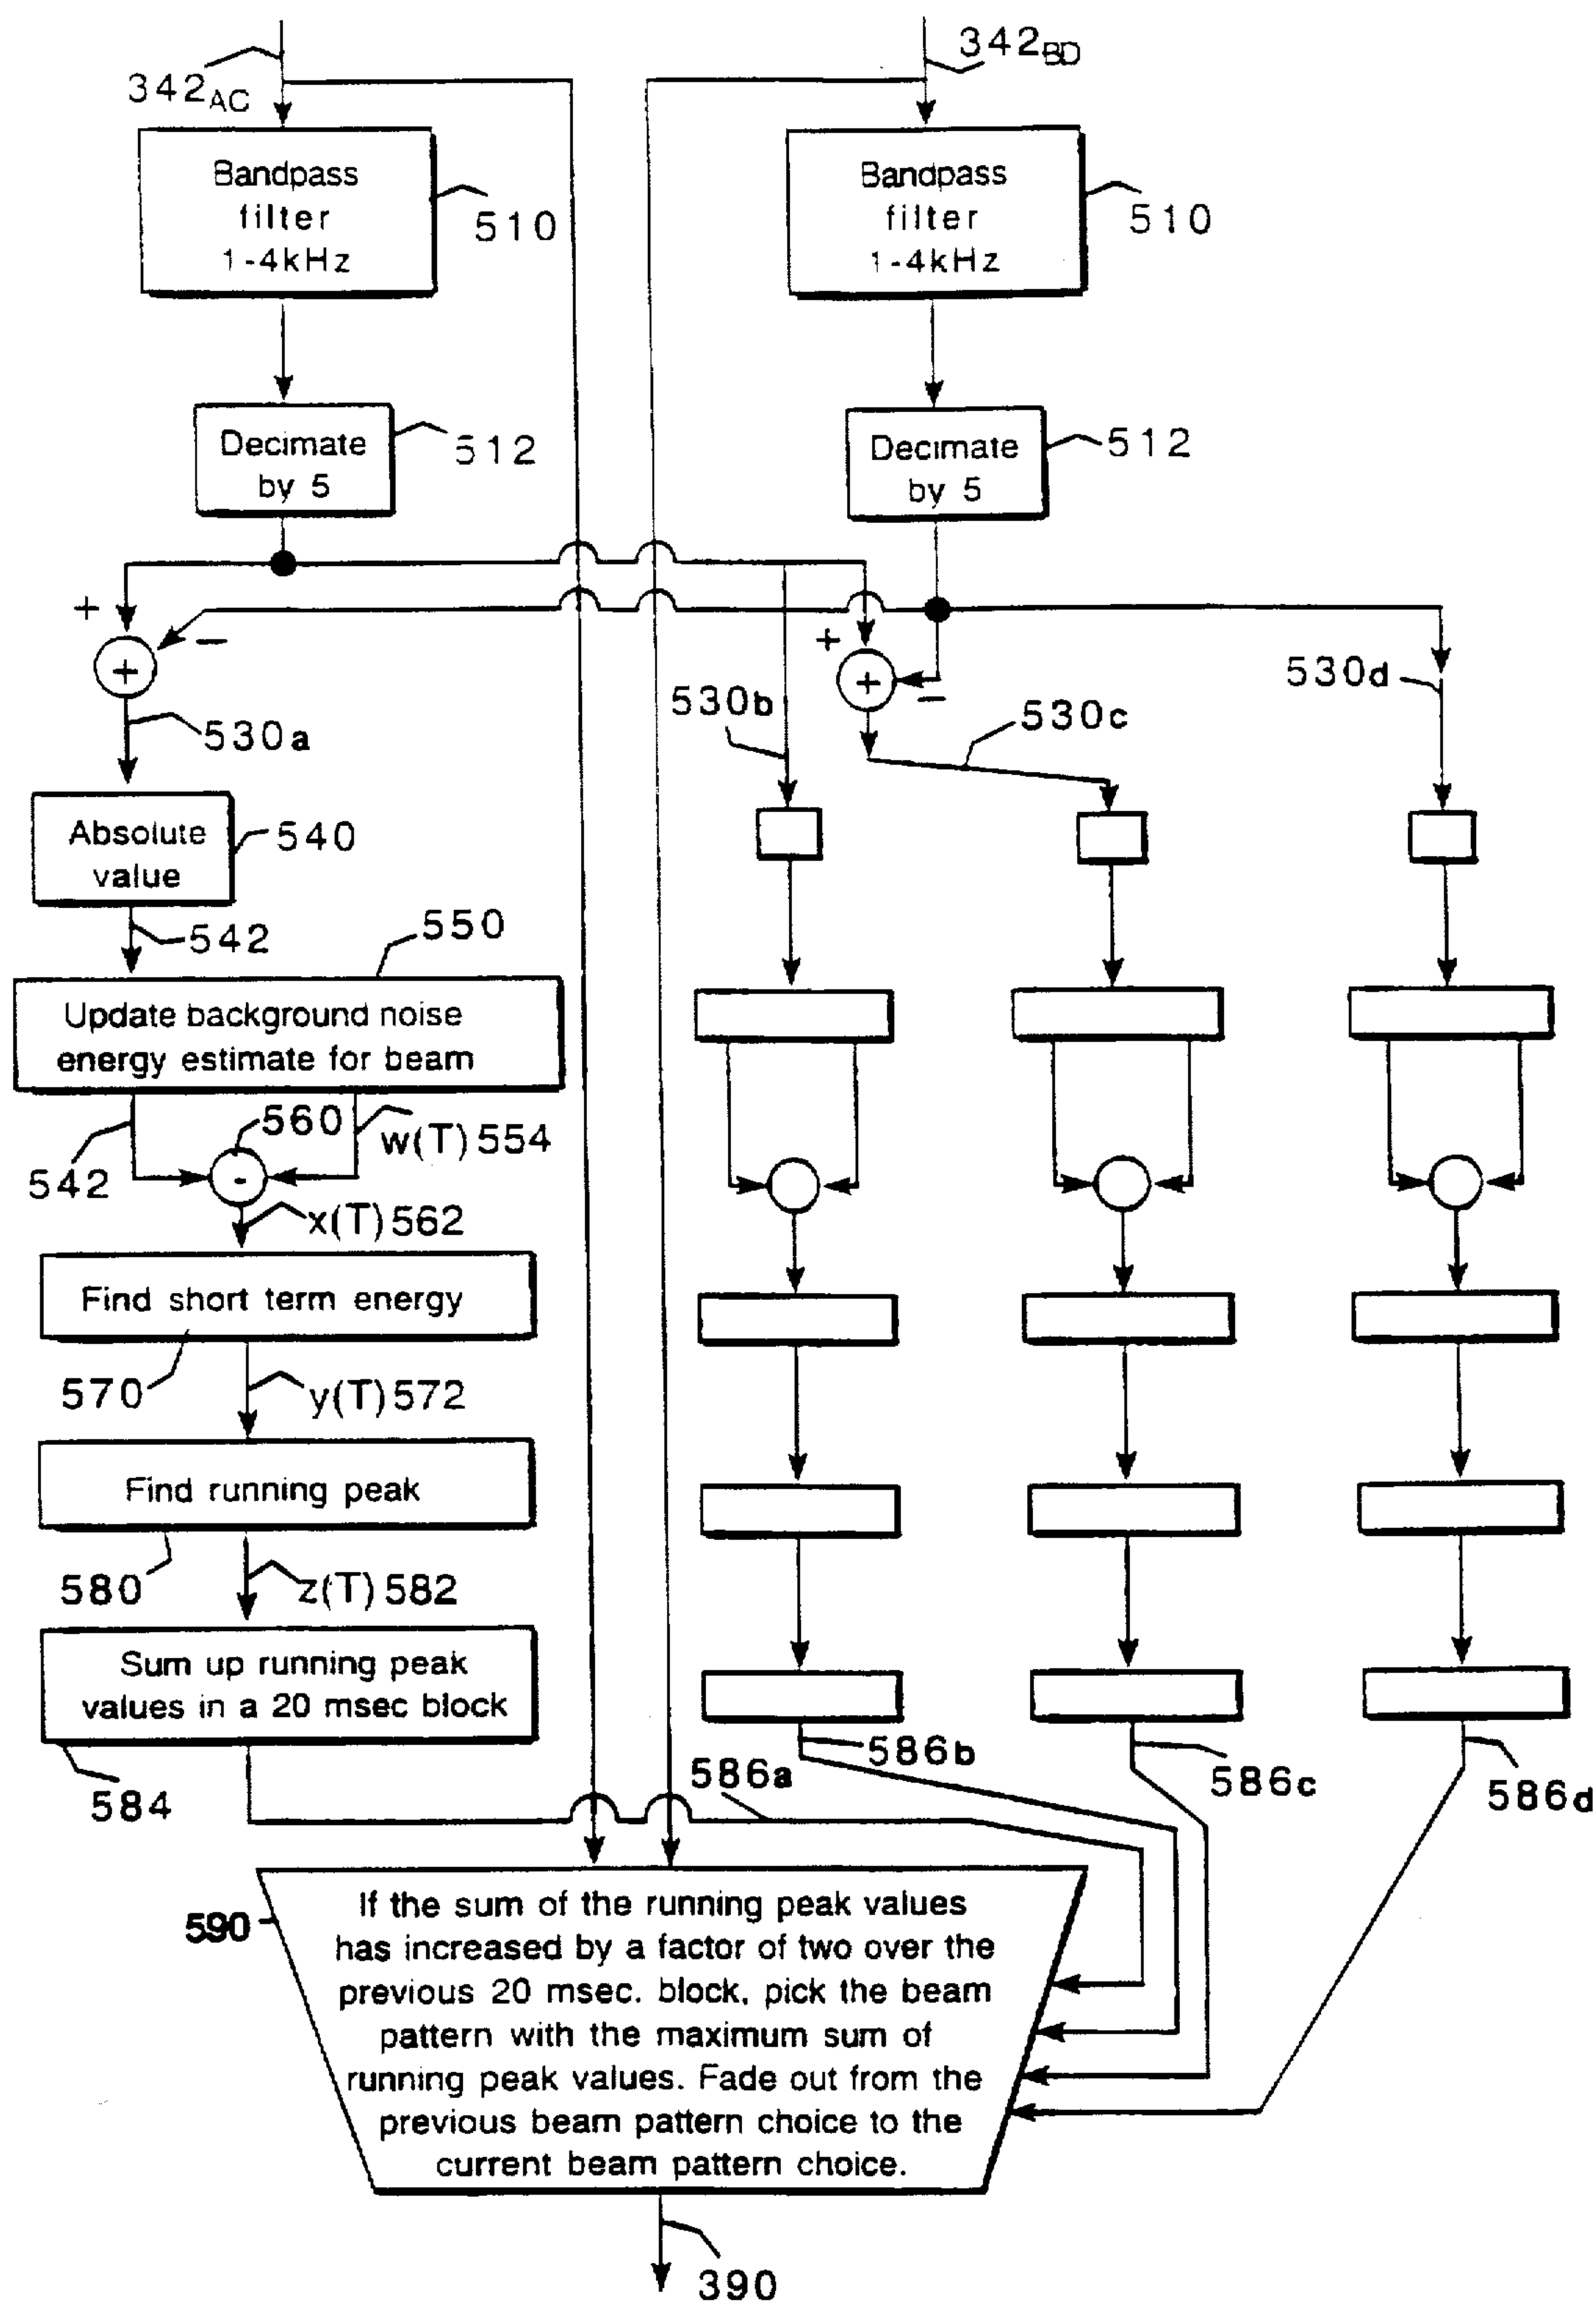 342AC
342BD
Bandpass
filter
1-4kHz
510
Bandpass
filter
1-4kHz
510
Decimate
by 5
512
Decimate
by 5
512
+
−
+
+
−
+
530a
530b
530c
530d
Absolute
value
540
542
550
Update background noise
energy estimate for beam
542
560
w(T) 554
-
x(T) 562
Find short term energy
570
y(T) 572
Find running peak
580
z(T) 582
Sum up running peak
values in a 20 msec block
584
586a
586b
586c
586d
590
If the sum of the running peak values
has increased by a factor of two over the
previous 20 msec. block, pick the beam
pattern with the maximum sum of
running peak values. Fade out from the
previous beam pattern choice to the
current beam pattern choice.
390